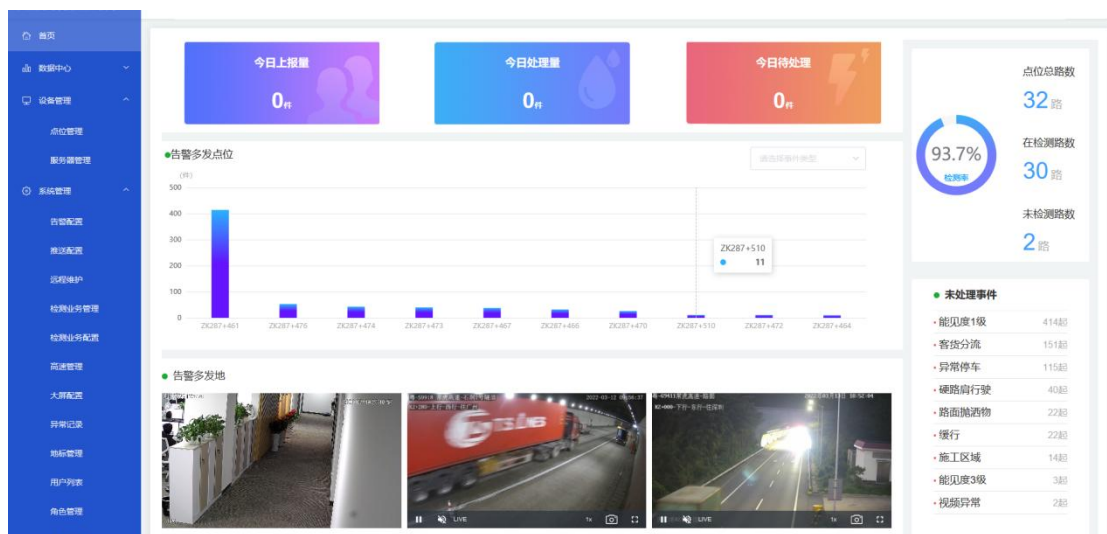 首页
数据中心
设备管理
点位管理
服务器管理
系统管理
告警配置
推送配置
远程维护
检测业务管理
检测业务配置
高速管理
大屏配置
异常记录
地标管理
用户列表
角色管理
今日上报量
0件
今日处理量
0件
今日待处理
0件
告警多发点位
请选择事件类型
(件)
500
400
300
200
100
0
ZK287+510
11
ZK287+461
ZK287+476
ZK287+474
ZK287+473
ZK287+467
ZK287+466
ZK287+470
ZK287+510
ZK287+472
ZK287+464
告警多发地
LIVE
1x
LIVE
1x
93.7%
检测率
点位总路数
32路
在检测路数
30路
未检测路数
2路
未处理事件
能见度1级 414起
客货分流 151起
异常停车 115起
硬路肩行驶 40起
路面抛洒物 22起
缓行 22起
施工区域 14起
能见度3级 3起
视频异常 2起